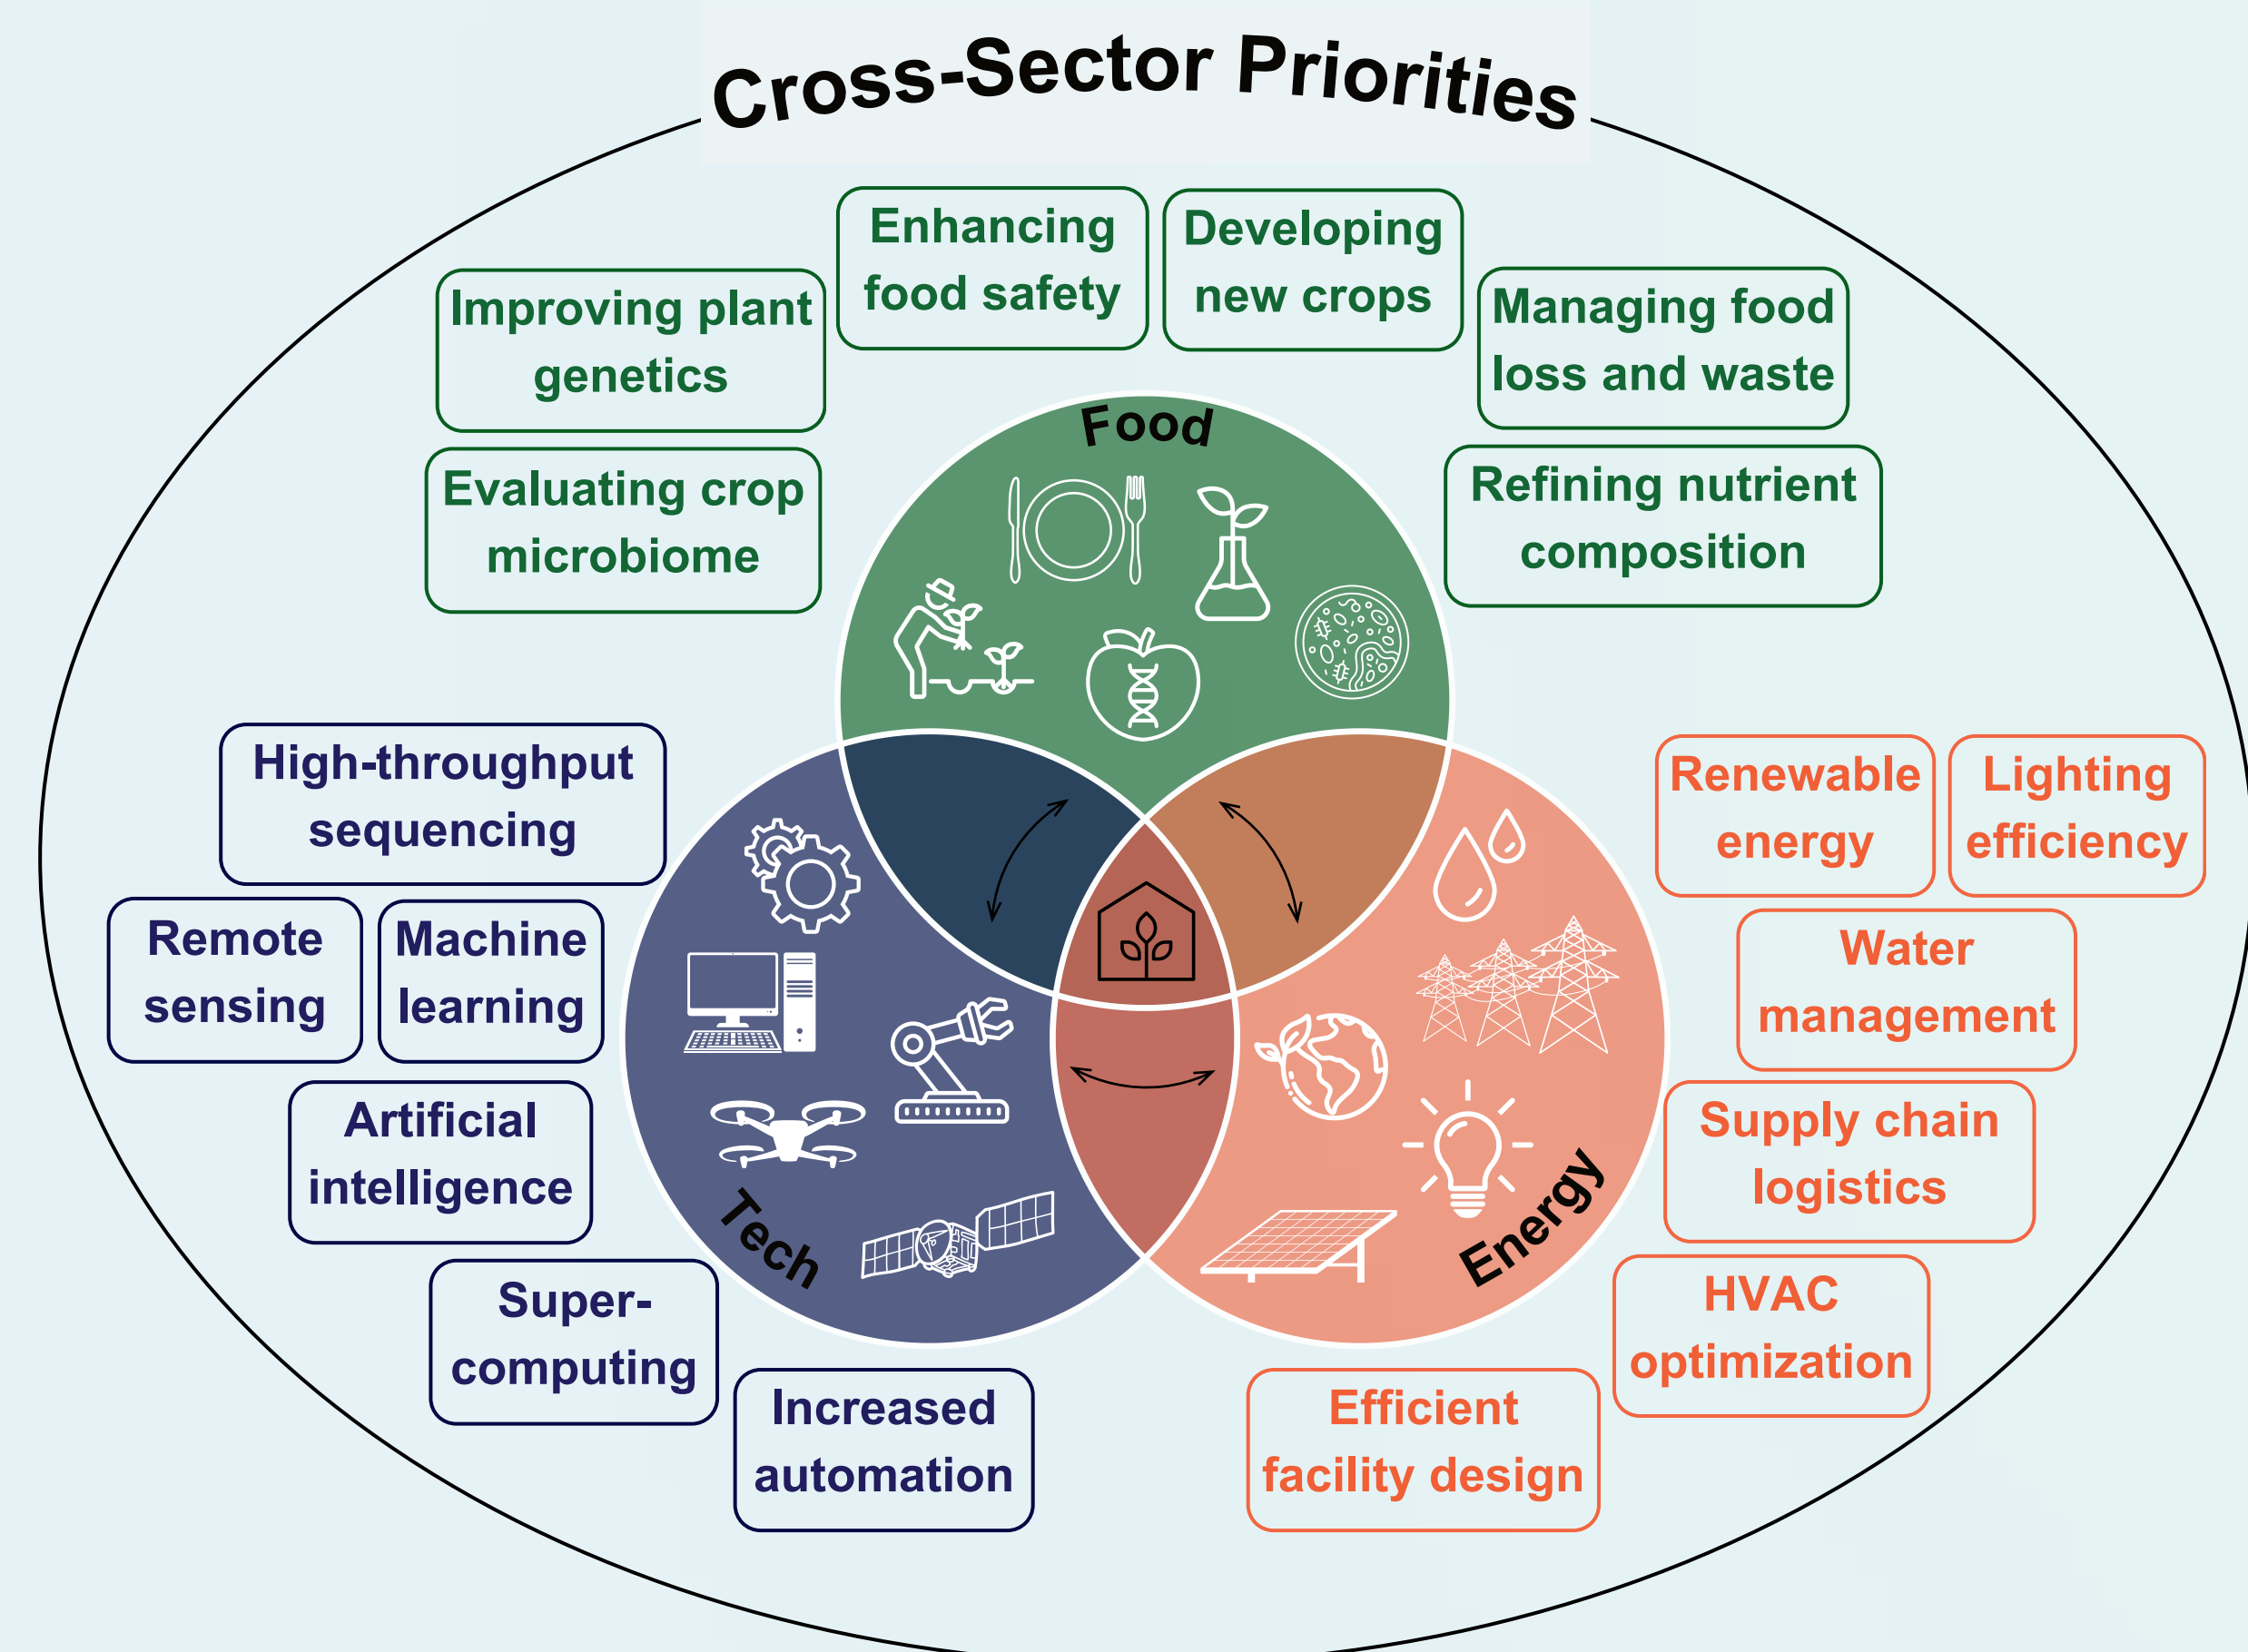 Cross-Sector Priorities
Enhancing
food safety
Developing
new crops
Improving plant
genetics
Managing food
loss and waste
Evaluating crop
microbiome
Refining nutrient
composition
Food
High-throughput
sequencing
Remote
sensing
Machine
learning
Artificial
intelligence
Super-
computing
Increased
automation
Tech
Renewable
energy
Lighting
efficiency
Water
management
Supply chain
logistics
HVAC
optimization
Efficient
facility design
Energy